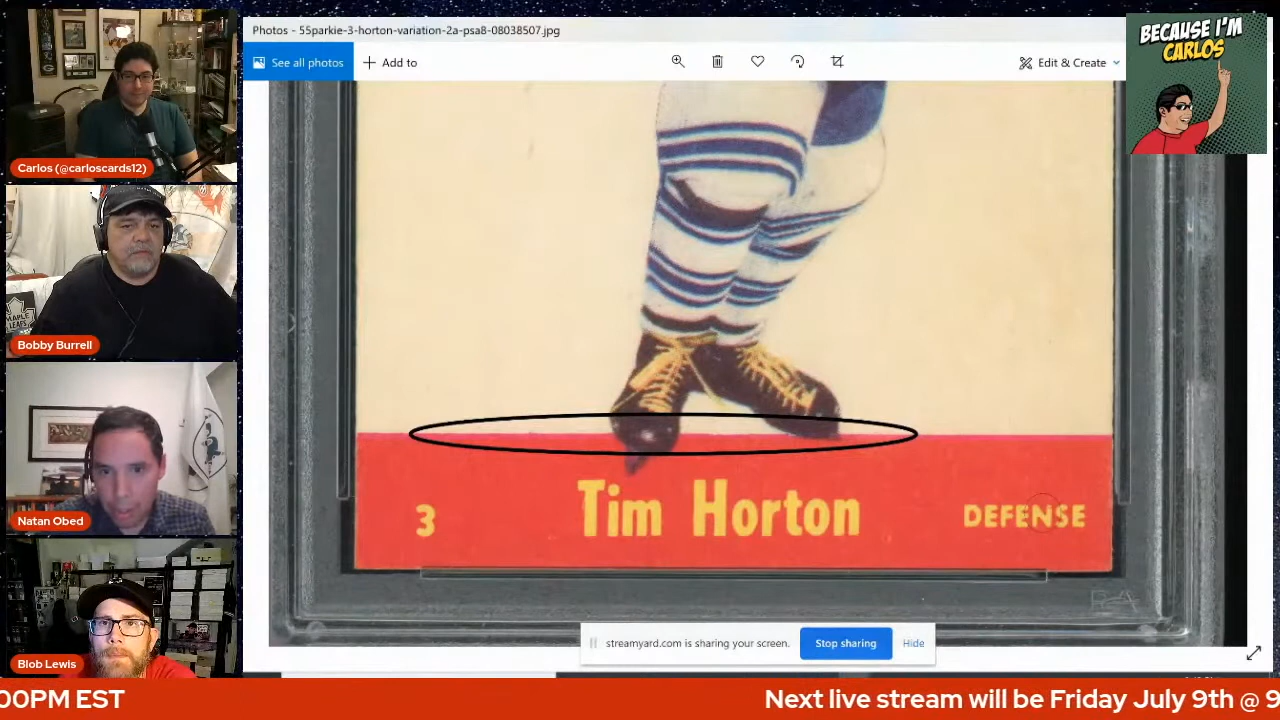 Photos - 55parkie-3-horton-variation-2a-psa8-08038507.jpg
See all photos
Add to
Edit & Create
BECAUSE I'M
CARLOS
Carlos (@carloscards12)
MAPLE
LEAFS
Bobby Burrell
Natan Obed
Blob Lewis
3
Tim Horton
DEFENSE
streamyard.com is sharing your screen.
Stop sharing
Hide
00PM EST
Next live stream will be Friday July 9th @ 9